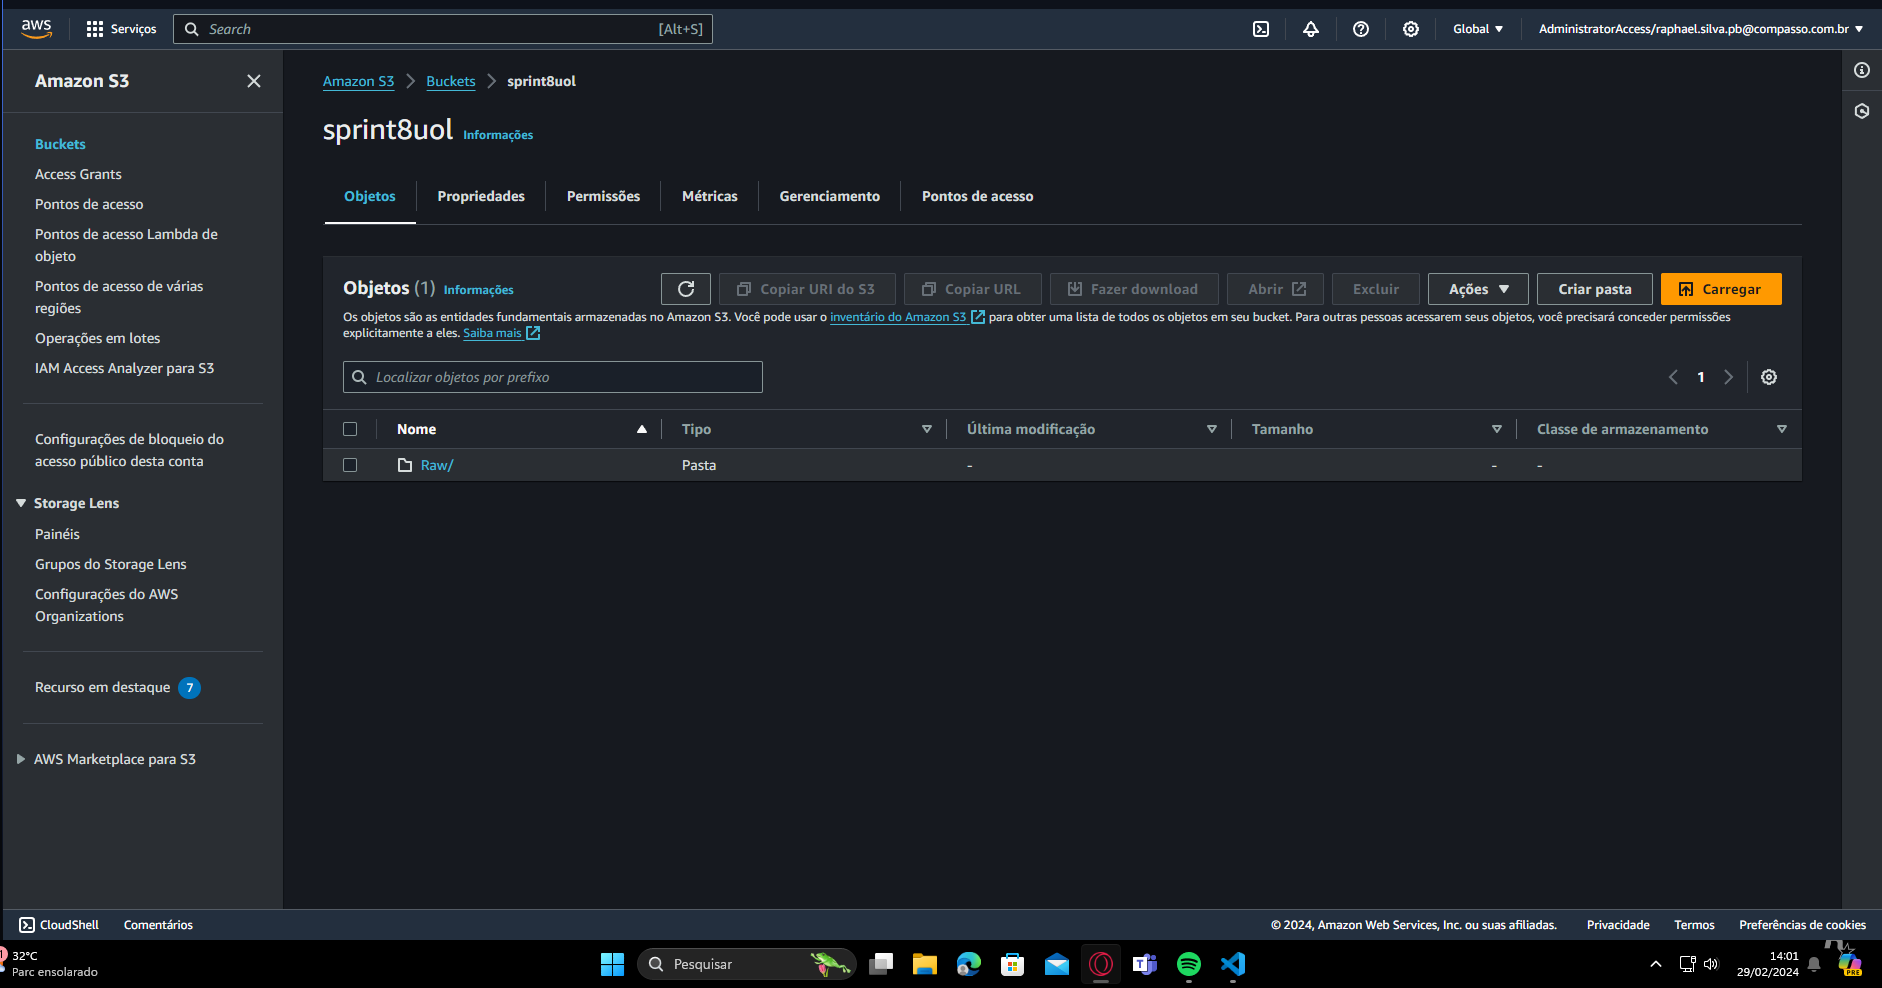 aws Serviços Search [Alt+S] Global AdministratorAccess/raphael.silva.pb@compasso.com.br
Amazon S3
Buckets
Access Grants
Pontos de acesso
Pontos de acesso Lambda de
objeto
Pontos de acesso de várias
regiões
Operações em lotes
IAM Access Analyzer para S3
Configurações de bloqueio do
acesso público desta conta
Storage Lens
Painéis
Grupos do Storage Lens
Configurações do AWS
Organizations
Recurso em destaque 7
AWS Marketplace para S3
Amazon S3 Buckets sprint8uol
sprint8uol Informações
Objetos Propriedades Permissões Métricas Gerenciamento Pontos de acesso
Objetos (1) Informações Copiar URI do S3 Copiar URL Fazer download Abrir Excluir Ações Criar pasta Carregar
Os objetos são as entidades fundamentais armazenadas no Amazon S3. Você pode usar o inventário do Amazon S3 para obter uma lista de todos os objetos em seu bucket. Para outras pessoas acessarem seus objetos, você precisará conceder permissões
explicitamente a eles. Saiba mais
Localizar objetos por prefixo 1
Nome Tipo Última modificação Tamanho Classe de armazenamento
Raw/ Pasta - - -
CloudShell Comentários © 2024, Amazon Web Services, Inc. ou suas afiliadas. Privacidade Termos Preferências de cookies
1 32°C
Parc ensolarado
Pesquisar
14:01
29/02/2024
PRE